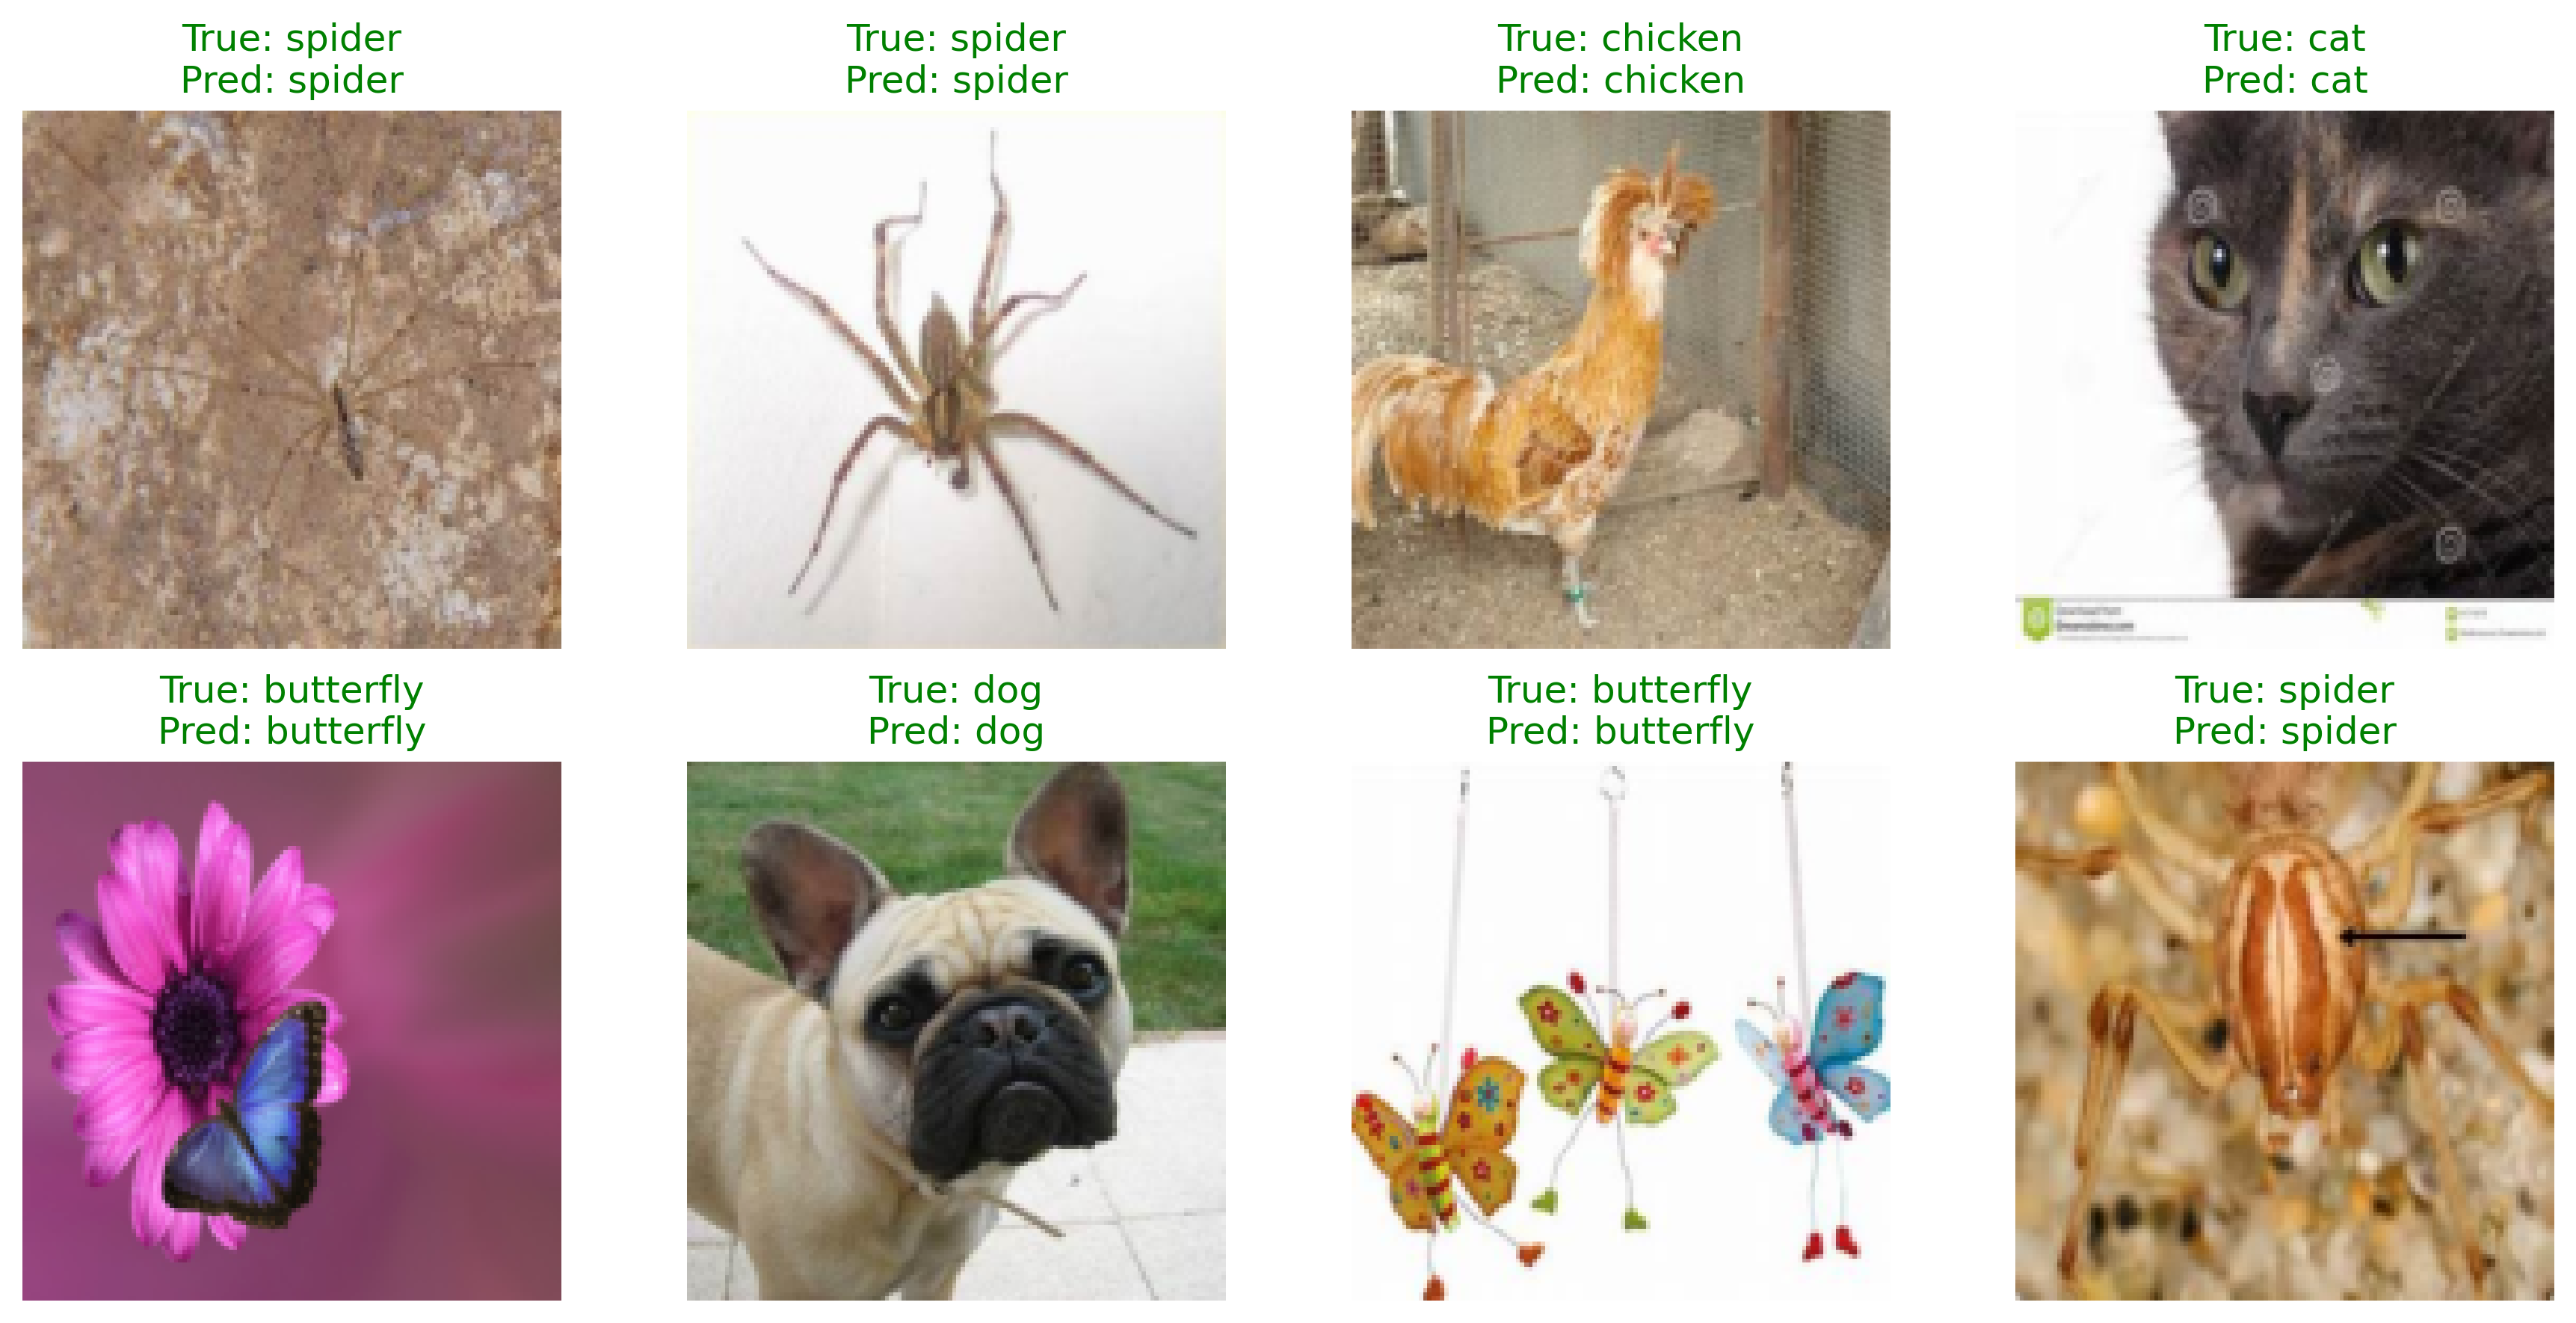 True: spider
Pred: spider
True: spider
Pred: spider
True: chicken
Pred: chicken
True: cat
Pred: cat
True: butterfly
Pred: butterfly
True: dog
Pred: dog
True: butterfly
Pred: butterfly
True: spider
Pred: spider